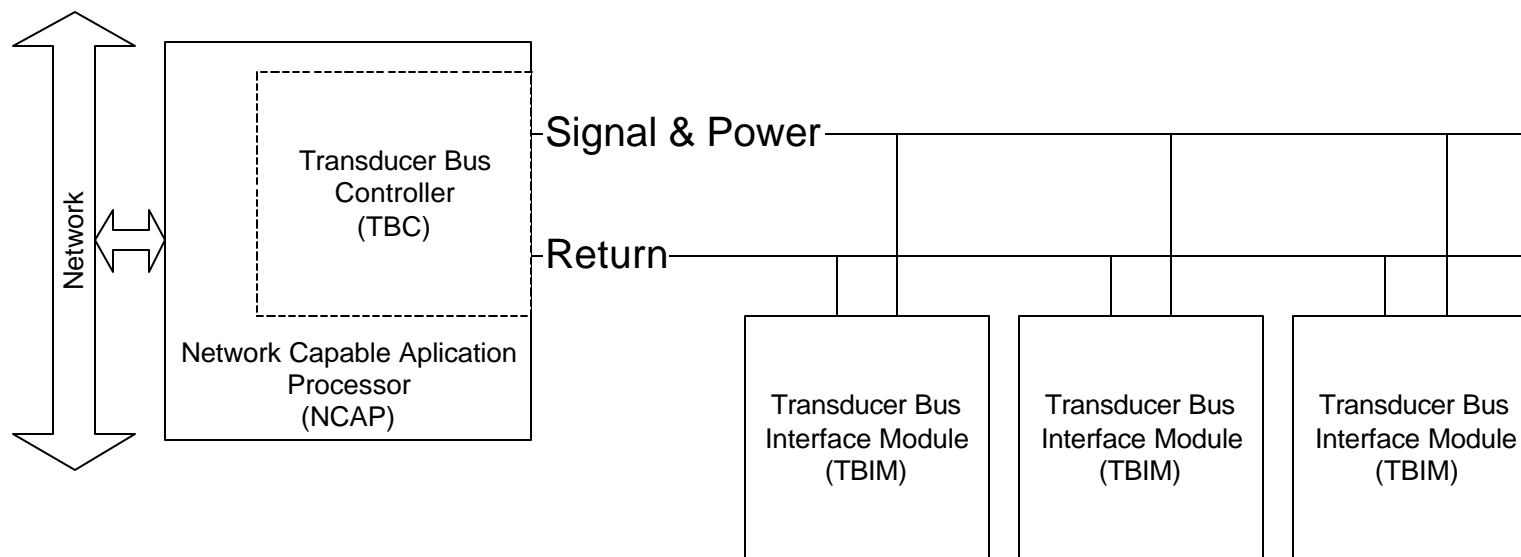 Network
Transducer Bus
Controller
(TBC)
Network Capable Aplication
Processor
(NCAP)
Signal & Power
Return
Transducer Bus
Interface Module
(TBIM)
Transducer Bus
Interface Module
(TBIM)
Transducer Bus
Interface Module
(TBIM)